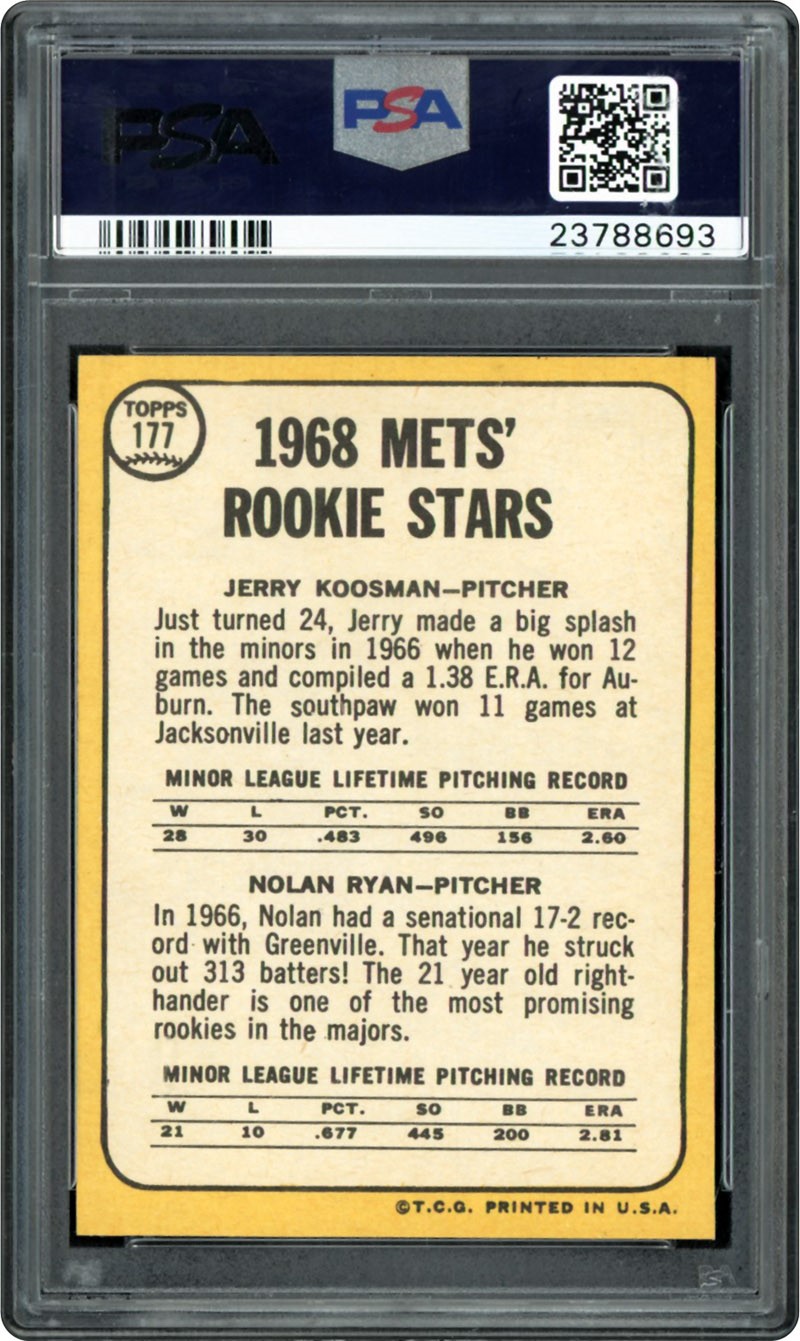 PSA
PSA
23788693
TOPPS
177
1968 METS'
ROOKIE STARS
JERRY KOOSMAN—PITCHER
Just turned 24, Jerry made a big splash
in the minors in 1966 when he won 12
games and compiled a 1.38 E.R.A. for Au-
burn. The southpaw won 11 games at
Jacksonville last year.
MINOR LEAGUE LIFETIME PITCHING RECORD
W L PCT. SO BB ERA
28 30 .483 496 156 2.60
NOLAN RYAN—PITCHER
In 1966, Nolan had a senational 17-2 rec-
ord with Greenville. That year he struck
out 313 batters! The 21 year old right-
hander is one of the most promising
rookies in the majors.
MINOR LEAGUE LIFETIME PITCHING RECORD
W L PCT. SO BB ERA
21 10 .677 445 200 2.81
©T.C.G. PRINTED IN U.S.A.
PSA